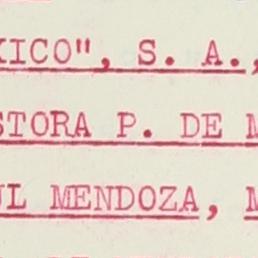 XICO", S. A.,
STORA P. DE M
UL MENDOZA, M